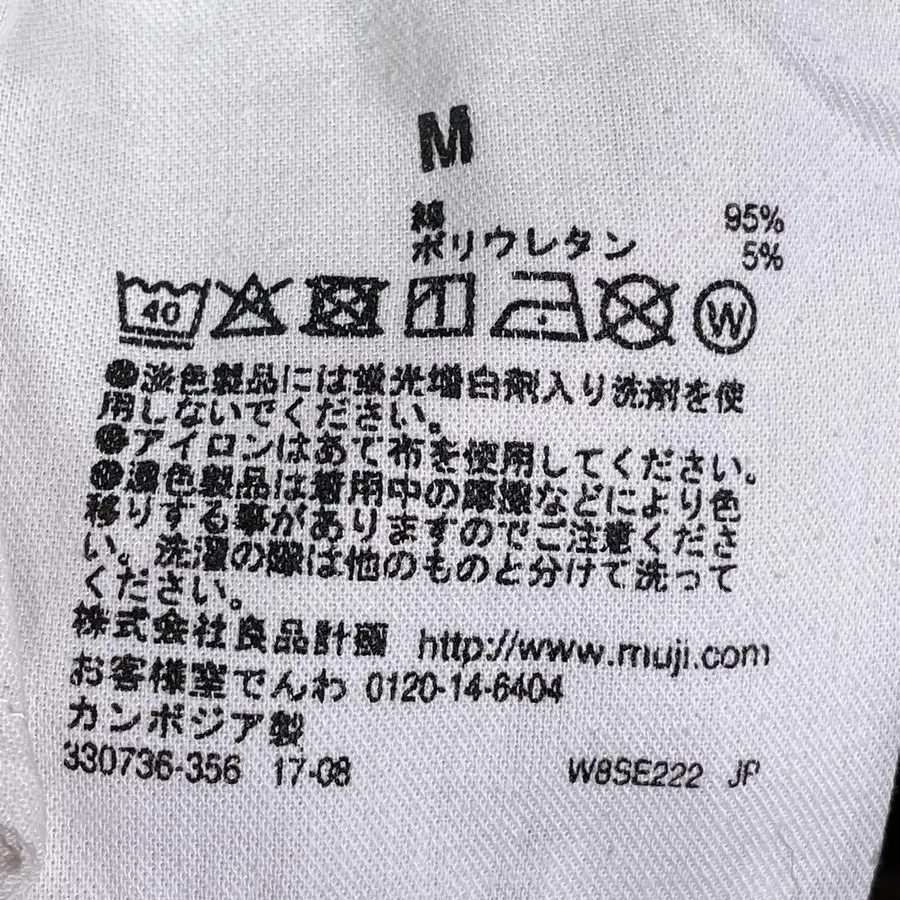 M
綿 95%
ポリウレタン 5%
40 W
●淡色製品には蛍光増白剤入り洗剤を使
用しないでください。
●アイロンはあて布を使用してください。
●濃色製品は着用中の摩擦などにより色
移りする事がありますのでご注意くださ
い。洗濯の際は他のものと分けて洗って
ください。
株式会社良品計画 http://www.muji.com
お客様室でんわ 0120-14-6404
カンボジア製
330736-356 17-08 W8SE222 JP